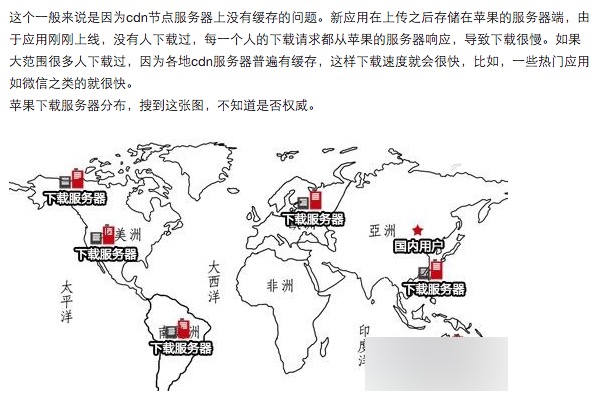 这个一般来说是因为cdn节点服务器上没有缓存的问题。新应用在上传之后存储在苹果的服务器端，由
于应用刚刚上线，没有人下载过，每一个人的下载请求都从苹果的服务器响应，导致下载很慢。如果
大范围很多人下载过，因为各地cdn服务器普遍有缓存，这样下载速度就会很快，比如，一些热门应用
如微信之类的就很快。
苹果下载服务器分布，搜到这张图，不知道是否权威。
下载服务器
下载服务器
亞洲
美洲
国内用户
下载服务器
大西洋
非洲
下载服务器
太平洋
南 洲
印度洋
下载服务器